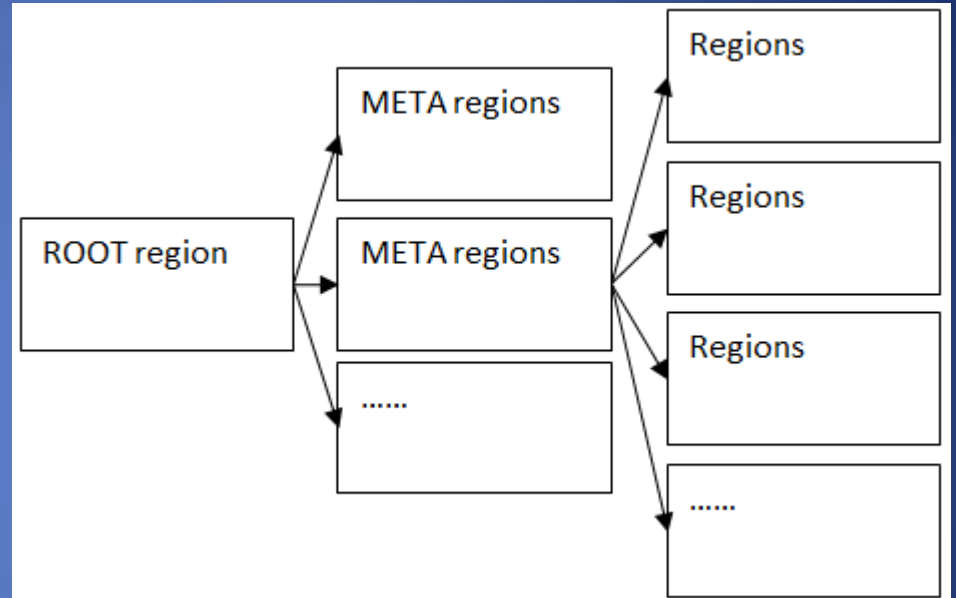 ROOT region
META regions
META regions
......
Regions
Regions
Regions
......